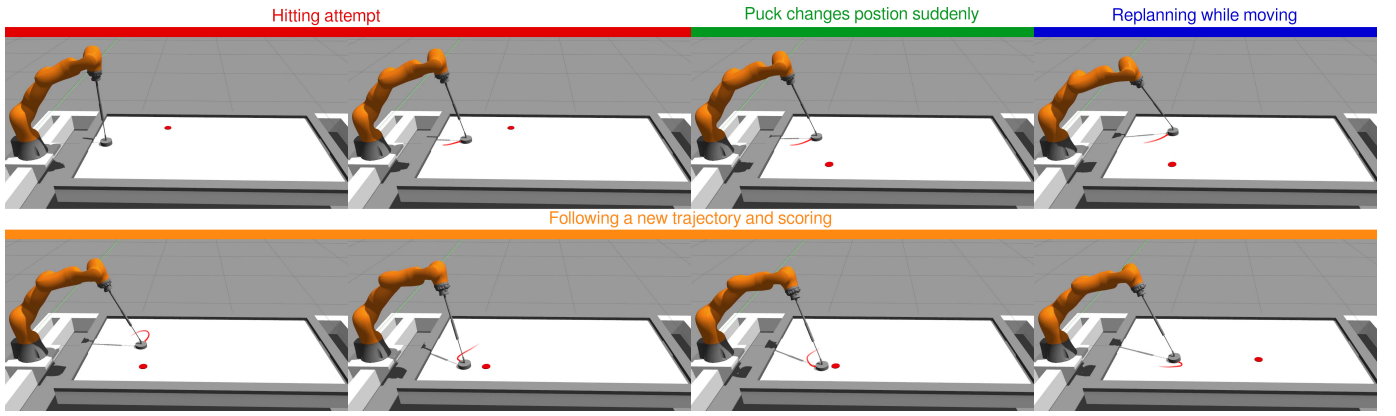 Hitting attempt
Puck changes postion suddenly
Replanning while moving
Following a new trajectory and scoring